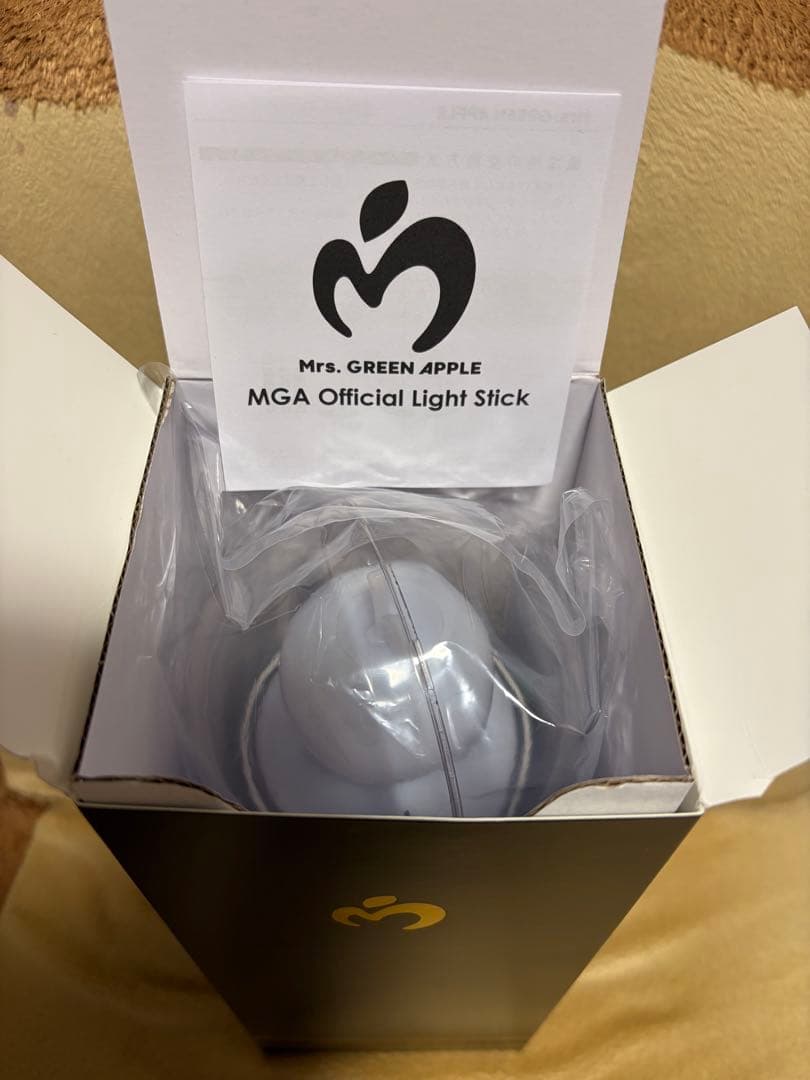 Mrs. GREEN APPLE
MGA Official Light Stick